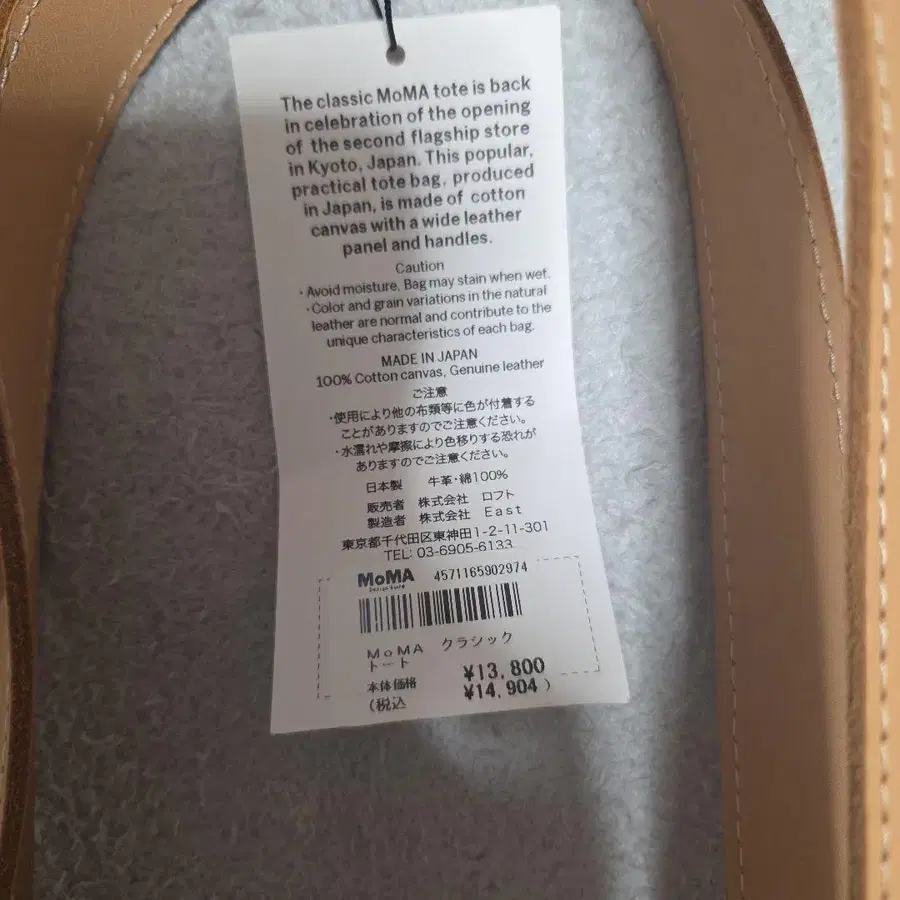 The classic MoMA tote is back
in celebration of the opening
of the second flagship store
in Kyoto, Japan. This popular,
practical tote bag, produced
in Japan, is made of cotton
canvas with a wide leather
panel and handles.
Caution
・Avoid moisture. Bag may stain when wet.
・Color and grain variations in the natural
leather are normal and contribute to the
unique characteristics of each bag.
MADE IN JAPAN
100% Cotton canvas, Genuine leather
ご注意
・使用により他の布類等に色が付着する
ことがありますのでご注意ください。
・水濡れや摩擦により色移りする恐れが
ありますのでご注意ください。
日本製 牛革・綿100%
販売者 株式会社 ロフト
製造者 株式会社 East
東京都千代田区東神田1-2-11-301
TEL: 03-6905-6133
MoMA 4571165902974
Design Store
MoMA クラシック
トート
本体価格 ¥13,800
(税込 ¥14,904)